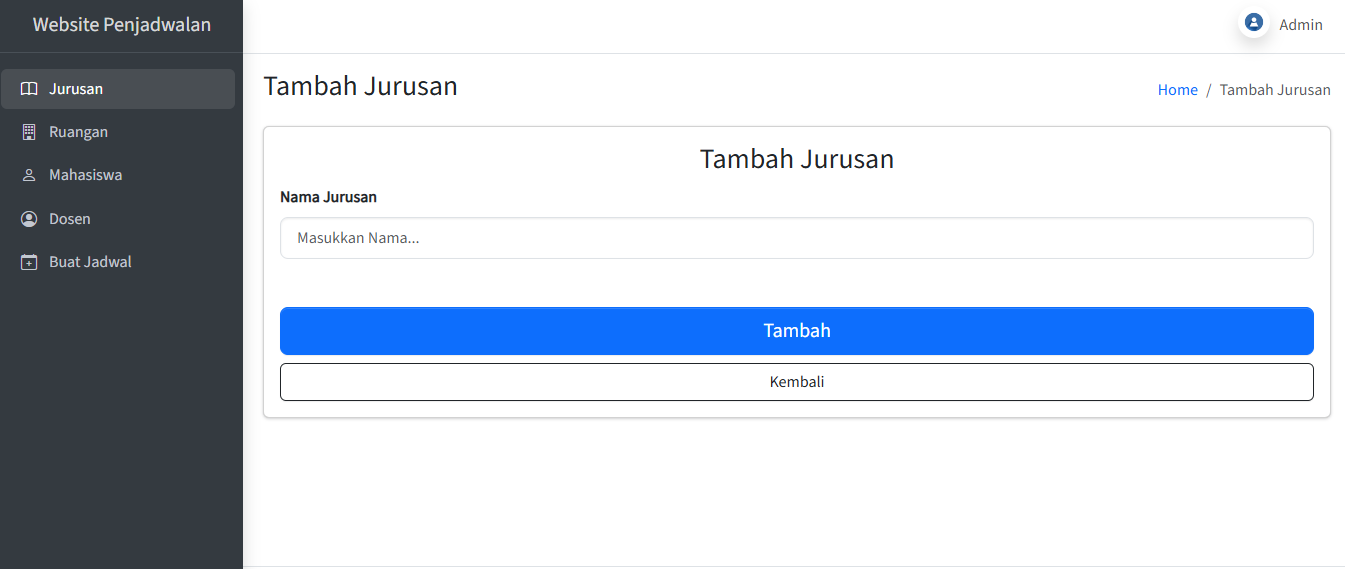 Website Penjadwalan
Admin
Jurusan
Ruangan
Mahasiswa
Dosen
Buat Jadwal
Tambah Jurusan
Home / Tambah Jurusan
Tambah Jurusan
Nama Jurusan
Masukkan Nama...
Tambah
Kembali